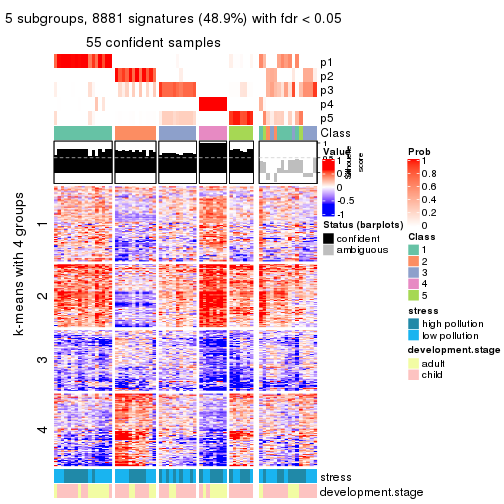 5 subgroups, 8881 signatures (48.9%) with fdr < 0.05
55 confident samples
p1
p2
p3
p4
p5
Class
1
Silhouette
score
k-means with 4 groups
1
2
3
4
stress
development.stage
Value
1
0.5
0
-0.5
-1
Status (barplots)
confident
ambiguous
Prob
1
0.8
0.6
0.4
0.2
0
Class
1
2
3
4
5
stress
high pollution
low pollution
development.stage
adult
child